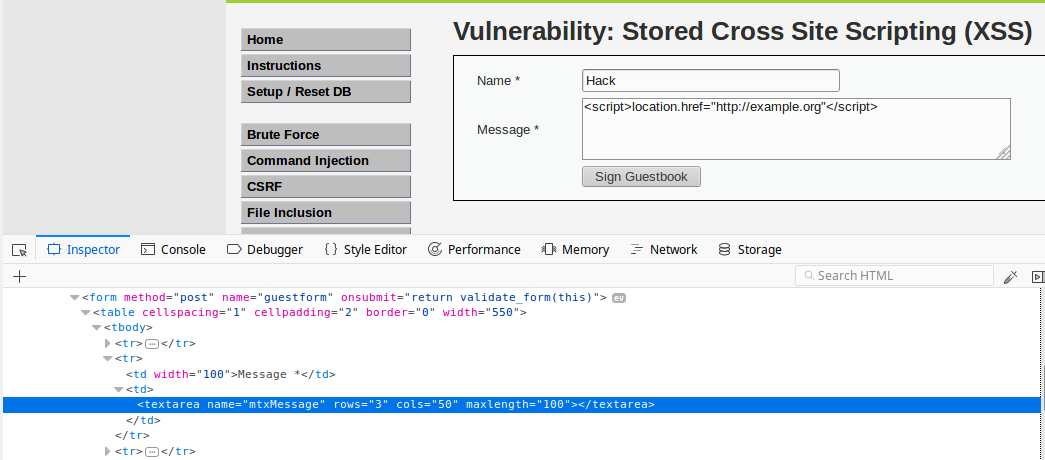 Vulnerability: Stored Cross Site Scripting (XSS)
Home
Instructions
Setup / Reset DB
Brute Force
Command Injection
CSRF
File Inclusion
Name * Hack
Message * <script>location.href="http://example.org"</script>
Sign Guestbook
Inspector Console Debugger {} Style Editor Performance Memory Network Storage
+ Search HTML
<form method="post" name="guestform" onsubmit="return validate_form(this)"> ev
<table cellspacing="1" cellpadding="2" border="0" width="550">
<tbody>
<tr>…</tr>
<tr>
<td width="100">Message *</td>
<td>
<textarea name="mtxMessage" rows="3" cols="50" maxlength="100"></textarea>
</td>
</tr>
<tr>…</tr>